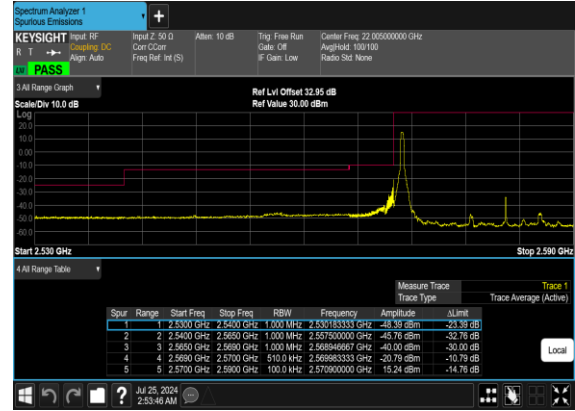 Spectrum Analyzer 1
Spurious Emissions
+
KEYSIGHT Input: RF Input Z: 50 Ω Atten: 10 dB Trig: Free Run Center Freq: 22.005000000 GHz
R T Coupling: DC Corr CCorr Gate: Off Avg|Hold: 100/100
Align: Auto Freq Ref: Int (S) IF Gain: Low Radio Std: None
LN PASS
3 All Range Graph
Ref Lvl Offset 32.95 dB
Scale/Div 10.0 dB Ref Value 30.00 dBm
Log
20.0
10.0
0.00
-10.0
-20.0
-30.0
-40.0
-50.0
-60.0
Start 2.530 GHz Stop 2.590 GHz
4 All Range Table
Measure Trace Trace 1
Trace Type Trace Average (Active)
Spur Range Start Freq Stop Freq RBW Frequency Amplitude ΔLimit
1 1 2.5300 GHz 2.5400 GHz 1.000 MHz 2.530183333 GHz -48.39 dBm -23.39 dB
2 2 2.5400 GHz 2.5650 GHz 1.000 MHz 2.557500000 GHz -45.76 dBm -32.76 dB
3 3 2.5650 GHz 2.5690 GHz 1.000 MHz 2.568946667 GHz -40.00 dBm -30.00 dB
4 4 2.5690 GHz 2.5700 GHz 510.0 kHz 2.569983333 GHz -20.79 dBm -10.79 dB
5 5 2.5700 GHz 2.5900 GHz 100.0 kHz 2.570900000 GHz 15.24 dBm -14.76 dB
Local
? Jul 25, 2024
2:53:46 AM